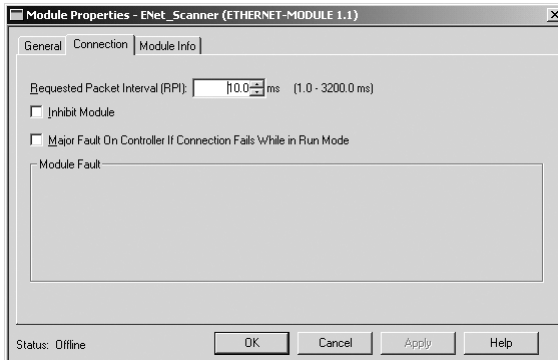 Module Properties - ENet_Scanner (ETHERNET-MODULE 1.1)
General Connection Module Info
Requested Packet Interval (RPI): 10.0 ms (1.0 - 3200.0 ms)
Inhibit Module
Major Fault On Controller If Connection Fails While in Run Mode
Module Fault
Status: Offline OK Cancel Apply Help